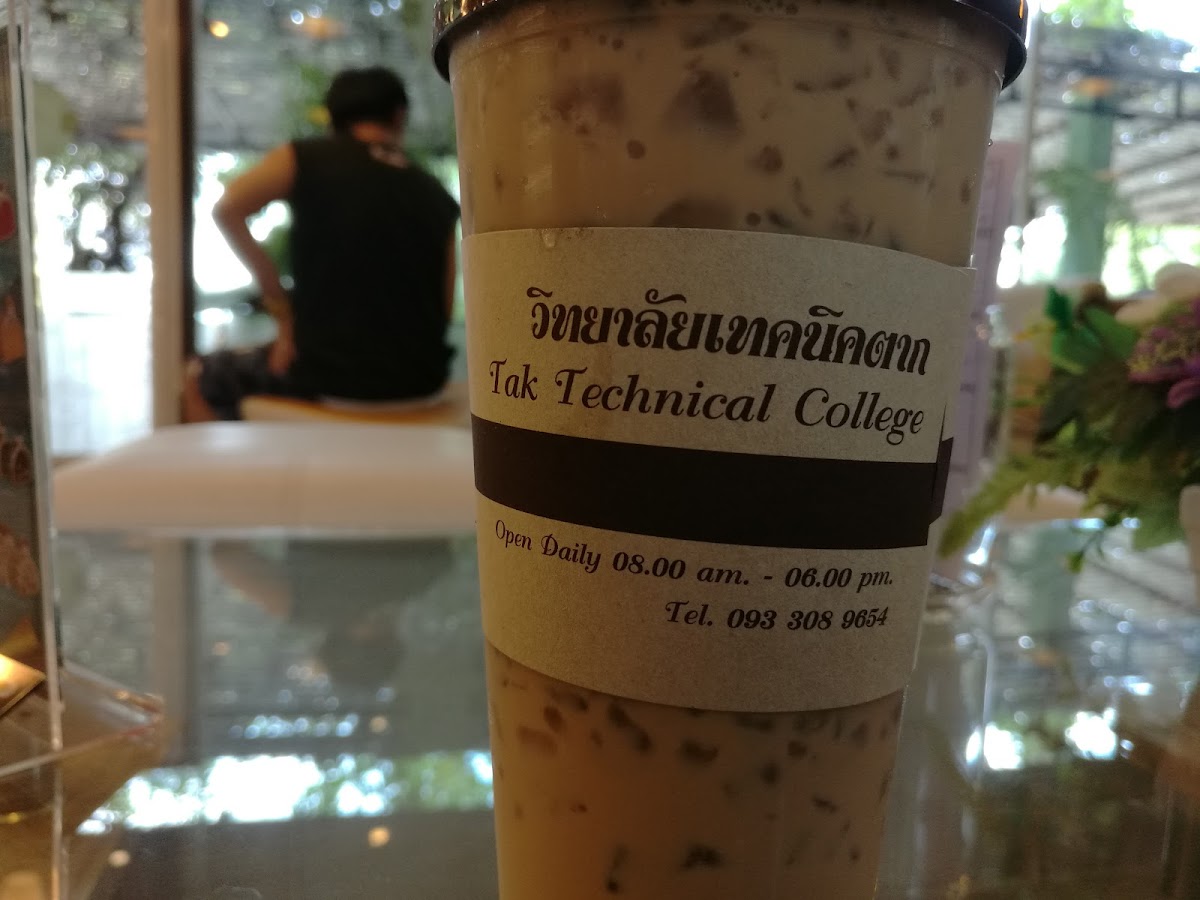 วิทยาลัยเทคนิคตาก
Tak Technical College
Open Daily 08.00 am. - 06.00 pm.
Tel. 093 308 9654